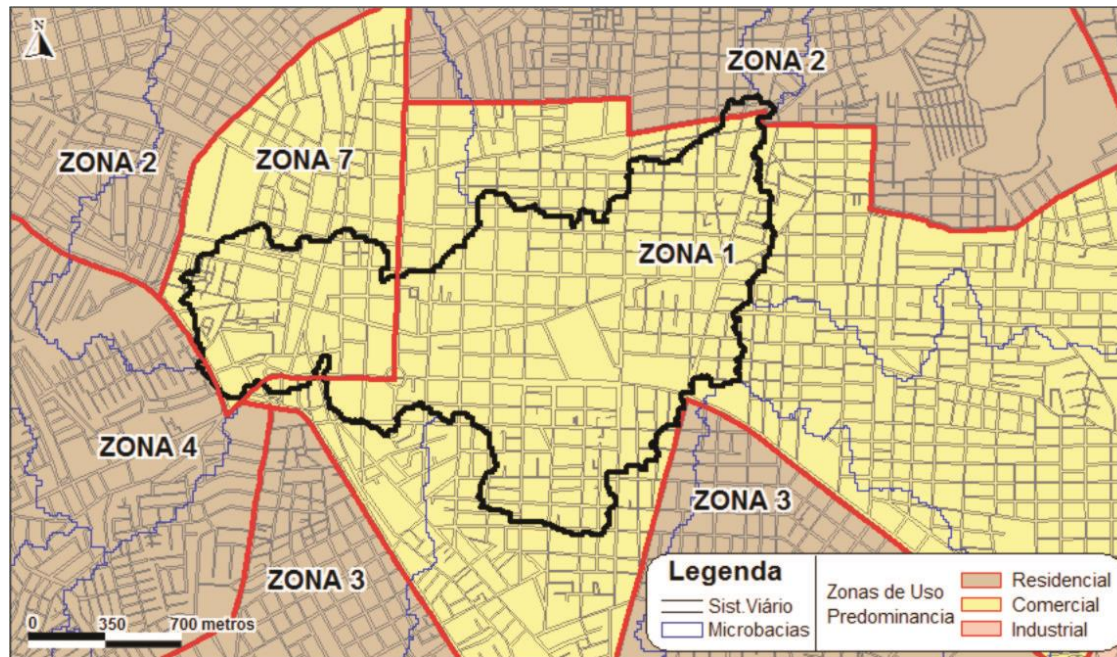 N
ZONA 2
ZONA 2
ZONA 7
ZONA 1
ZONA 4
ZONA 3
ZONA 3
0 350 700 metros
Legenda
Sist.Viário
Microbacias
Zonas de Uso
Predominancia
Residencial
Comercial
Industrial